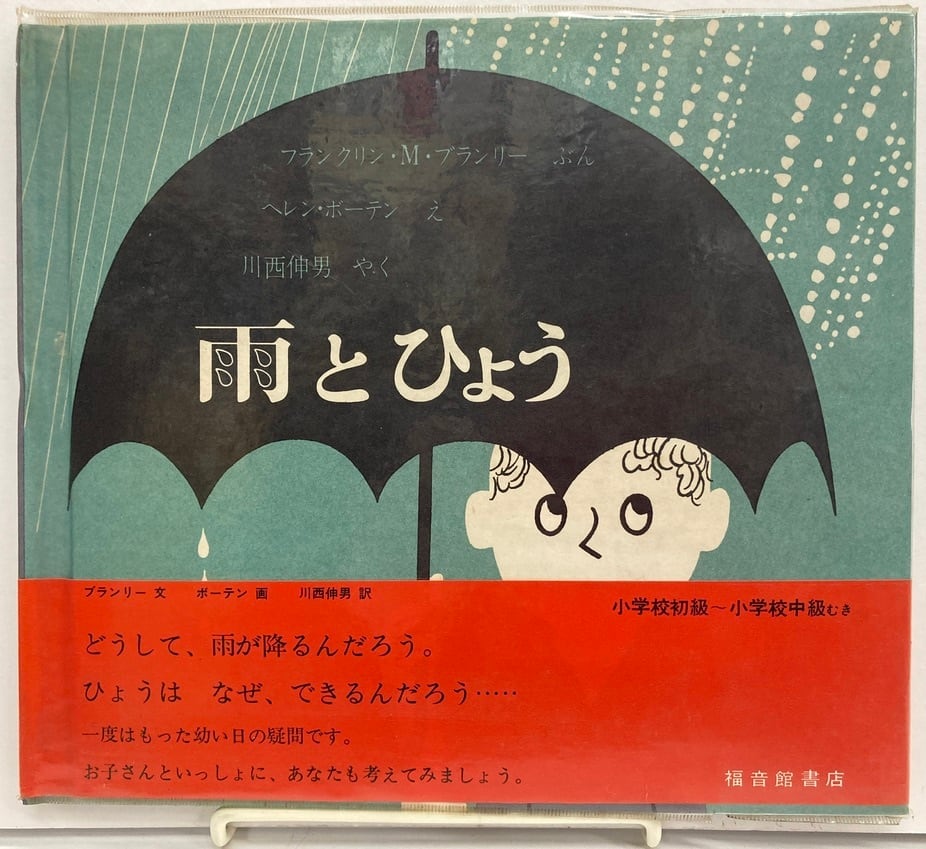 フランクリン・M・ブランリー　ぶん
ヘレン・ボーテン　え
川西伸男　やく
雨とひょう
ブランリー 文　ボーテン 画　川西伸男 訳
小学校初級～小学校中級むき
どうして、雨が降るんだろう。
ひょうは　なぜ、できるんだろう……
一度はもった幼い日の疑問です。
お子さんといっしょに、あなたも考えてみましょう。
福音館書店